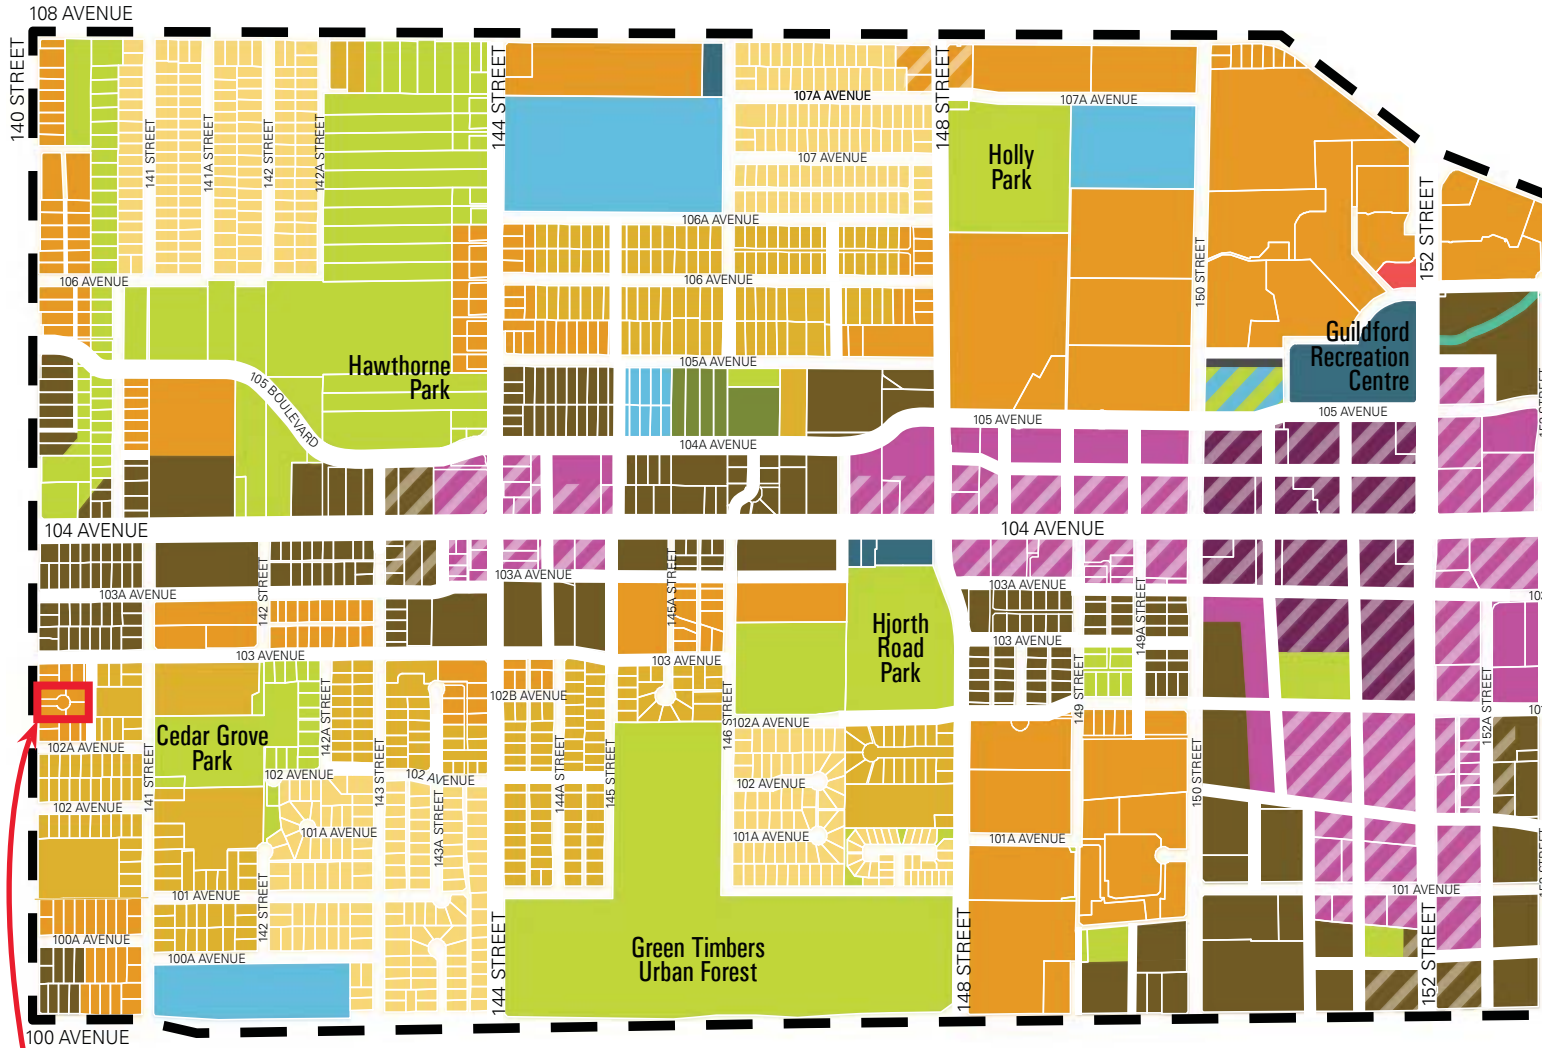 108 AVENUE
140 STREET
141 STREET
141A STREET
142 STREET
142A STREET
144 STREET
107A AVENUE
148 STREET
107A AVENUE
107 AVENUE
Holly
Park
106A AVENUE
150 STREET
152 STREET
106 AVENUE
106 AVENUE
Guildford
Recreation
Centre
105A AVENUE
Hawthorne
Park
105 BOULEVARD
105 AVENUE
105 AVENUE
104A AVENUE
104 AVENUE
104 AVENUE
103A AVENUE
142 STREET
103A AVENUE
145A STREET
103A AVENUE
149A STREET
103 AVENUE
103 AVENUE
103 AVENUE
Hjorth
Road
Park
102B AVENUE
142A STREET
146 STREET
149 STREET
152A STREET
102A AVENUE
102A AVENUE
Cedar Grove
Park
141 STREET
143 STREET
144A STREET
145 STREET
150 STREET
102 AVENUE
102 AVENUE
102 AVENUE
102 AVENUE
101A AVENUE
143A STREET
101A AVENUE
101A AVENUE
101 AVENUE
101 AVENUE
142 STREET
100A AVENUE
100A AVENUE
144 STREET
Green Timbers
Urban Forest
148 STREET
152 STREET
100 AVENUE